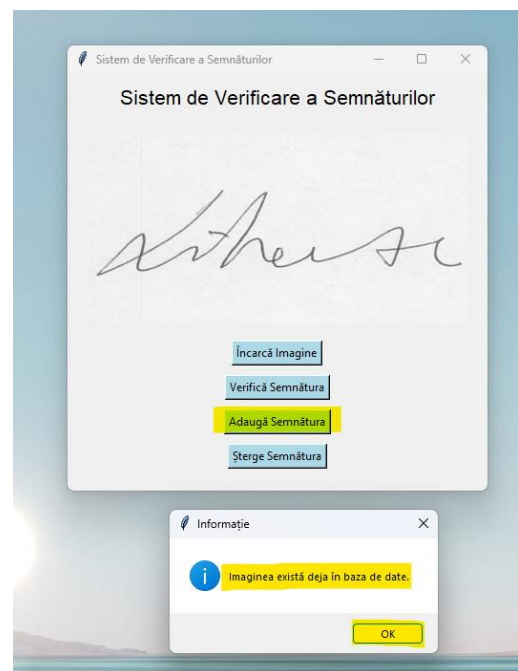 Sistem de Verificare a Semnăturilor
Sistem de Verificare a Semnăturilor
Încarcă Imagine
Verifică Semnătura
Adaugă Semnătura
Șterge Semnătura
Informație
Imaginea există deja în baza de date.
OK